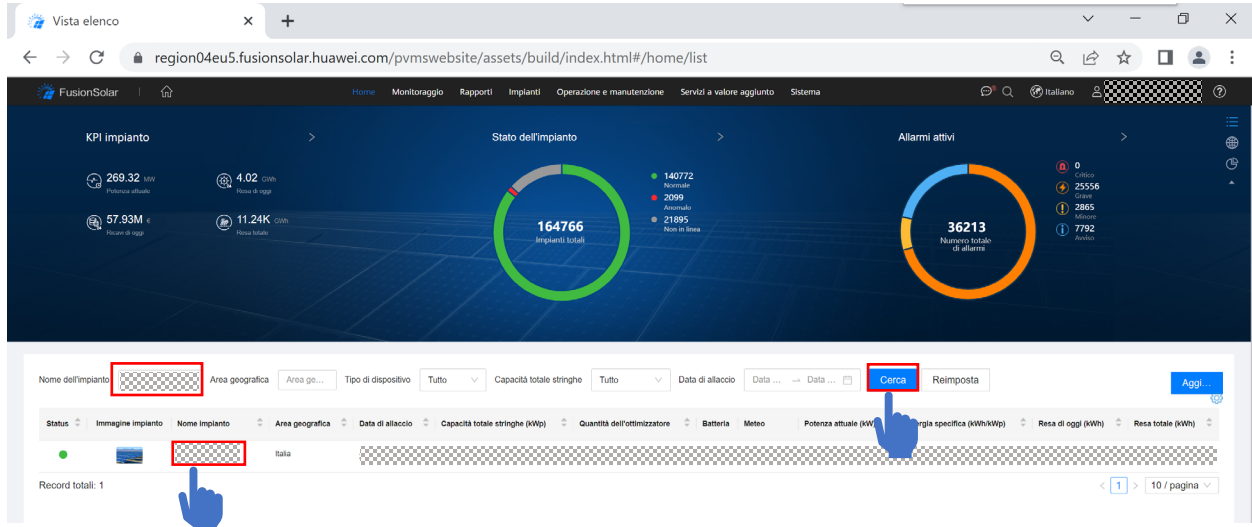 Vista elenco
region04eu5.fusionsolar.huawei.com/pvmswebsite/assets/build/index.html#/home/list
FusionSolar Home Monitoraggio Rapporti Impianti Operazione e manutenzione Servizi a valore aggiunto Sistema Italiano
KPI impianto
269.32 MW
Potenza attuale
4.02 GWh
Resa di oggi
57.93M €
Ricavi di oggi
11.24K GWh
Resa totale
Stato dell'impianto
164766
Impianti totali
140772
Normale
2099
Anomalo
21895
Non in linea
Allarmi attivi
36213
Numero totale
di allarmi
0
Critico
25556
Grave
2865
Minore
7792
Avviso
Nome dell'impianto Area geografica Area ge... Tipo di dispositivo Tutto Capacità totale stringhe Tutto Data di allaccio Data ... → Data ... Cerca Reimposta
Aggi...
Status Immagine impianto Nome impianto Area geografica Data di allaccio Capacità totale stringhe (kWp) Quantità dell'ottimizzatore Batteria Meteo Potenza attuale (kW) specifica (kWh/kWp) Resa di oggi (kWh) Resa totale (kWh)
Italia
Record totali: 1
< 1 > 10 / pagina